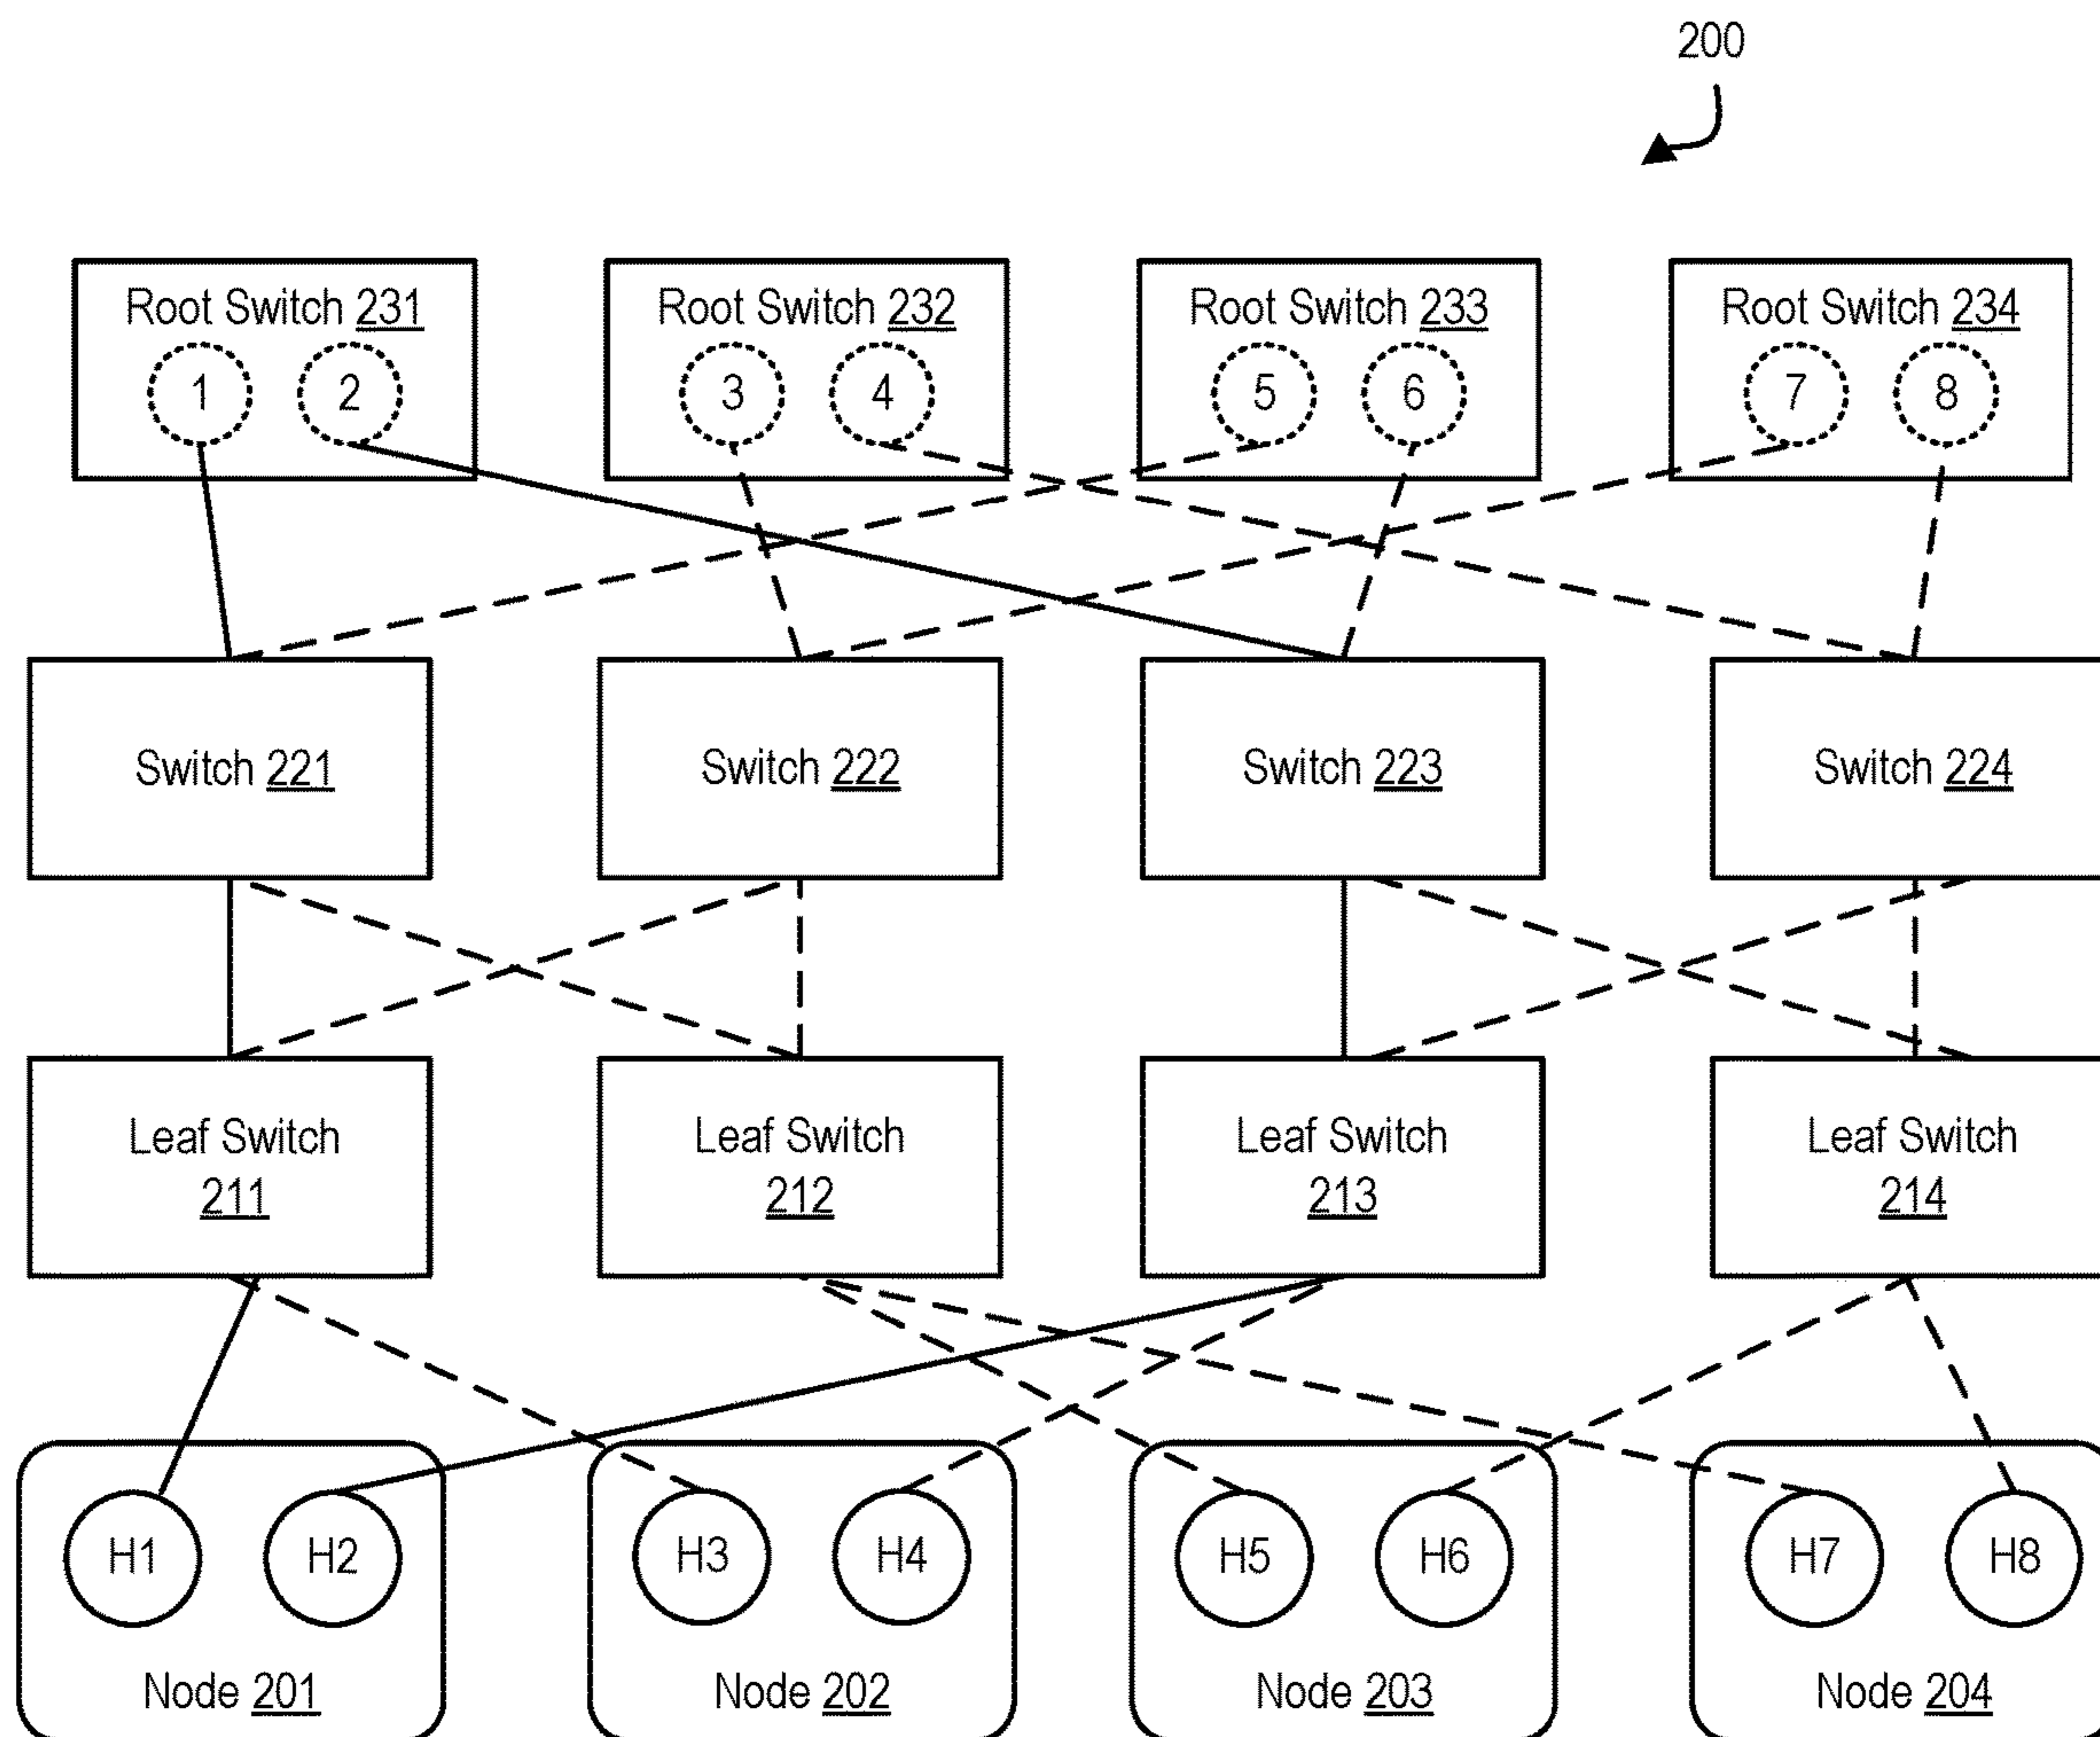 200
Root Switch 231
Root Switch 232
Root Switch 233
Root Switch 234
1
2
3
4
5
6
7
8
Switch 221
Switch 222
Switch 223
Switch 224
Leaf Switch
211
Leaf Switch
212
Leaf Switch
213
Leaf Switch
214
H1
H2
H3
H4
H5
H6
H7
H8
Node 201
Node 202
Node 203
Node 204